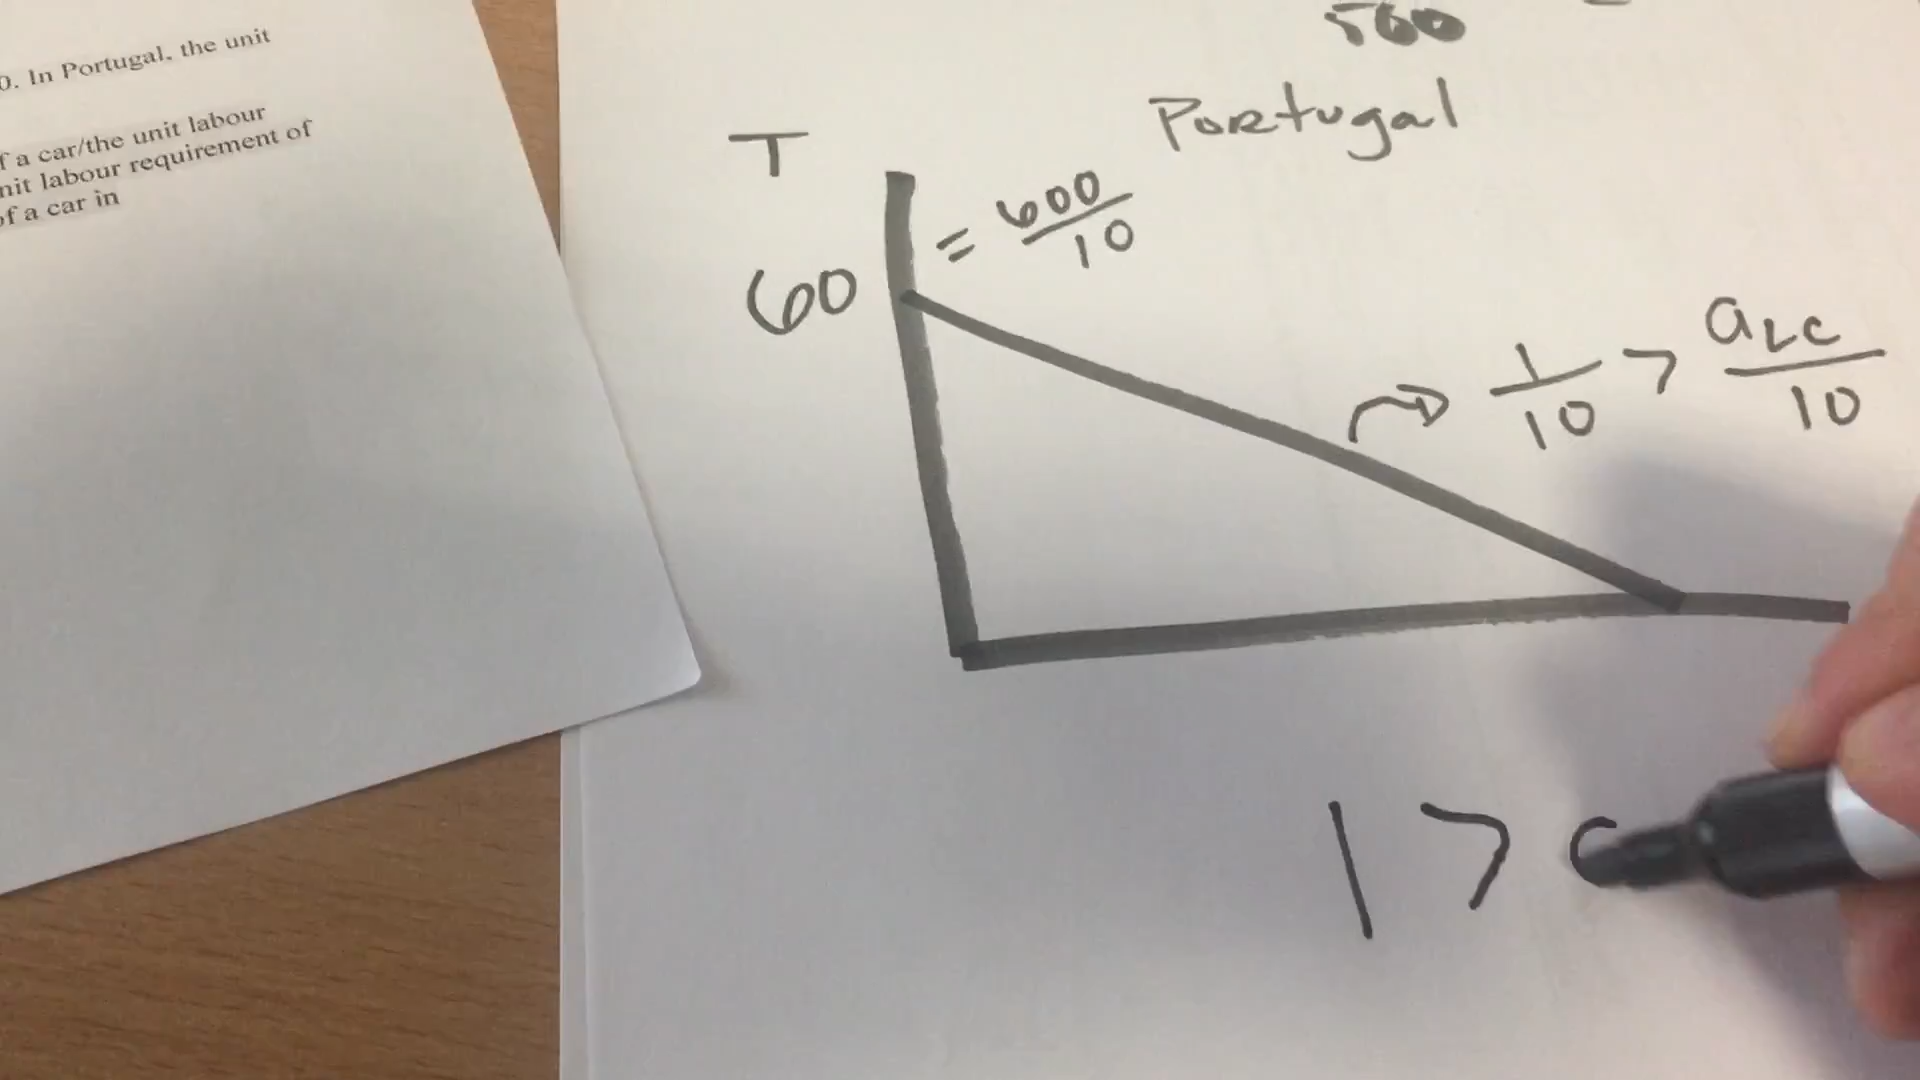 0. In Portugal, the unit
f a car/the unit labour
nit labour requirement of
of a car in
500
Portugal
T
60 = 600/10
1/10 > aLC/10
1 >